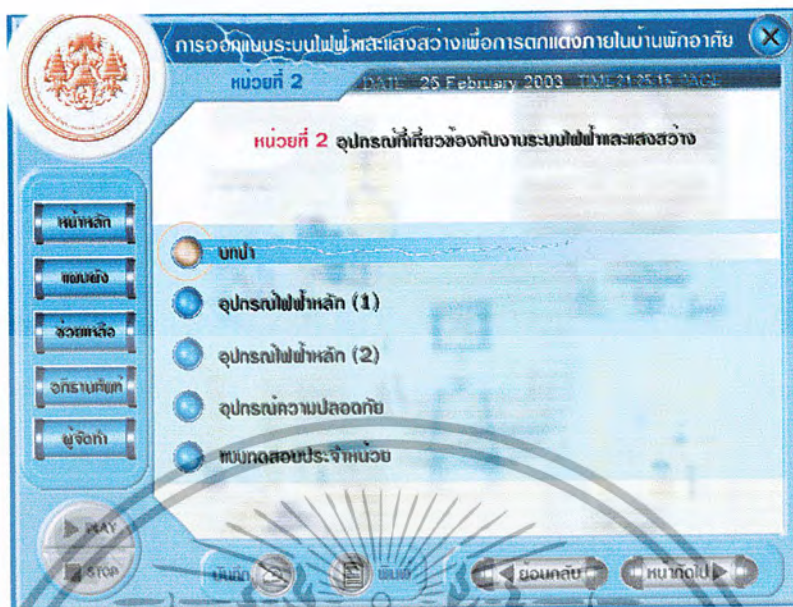 การออกแบบระบบไฟฟ้าและแสงสว่างเพื่อการตกแต่งภายในบ้านพักอาศัย
หน่วยที่ 2
DATE 25 February 2003 TIME 21:25:15
หน่วยที่ 2 อุปกรณ์ที่เกี่ยวข้องกับงานระบบไฟฟ้าและแสงสว่าง
หน้าหลัก
แผนผัง
ช่วยเหลือ
อภิธานศัพท์
ผู้จัดทำ
บทนำ
อุปกรณ์ไฟฟ้าหลัก (1)
อุปกรณ์ไฟฟ้าหลัก (2)
อุปกรณ์ความปลอดภัย
แบบทดสอบประจำหน่วย
PLAY
STOP
บันทึก
พิมพ์
ย้อนกลับ
หน้าถัดไป